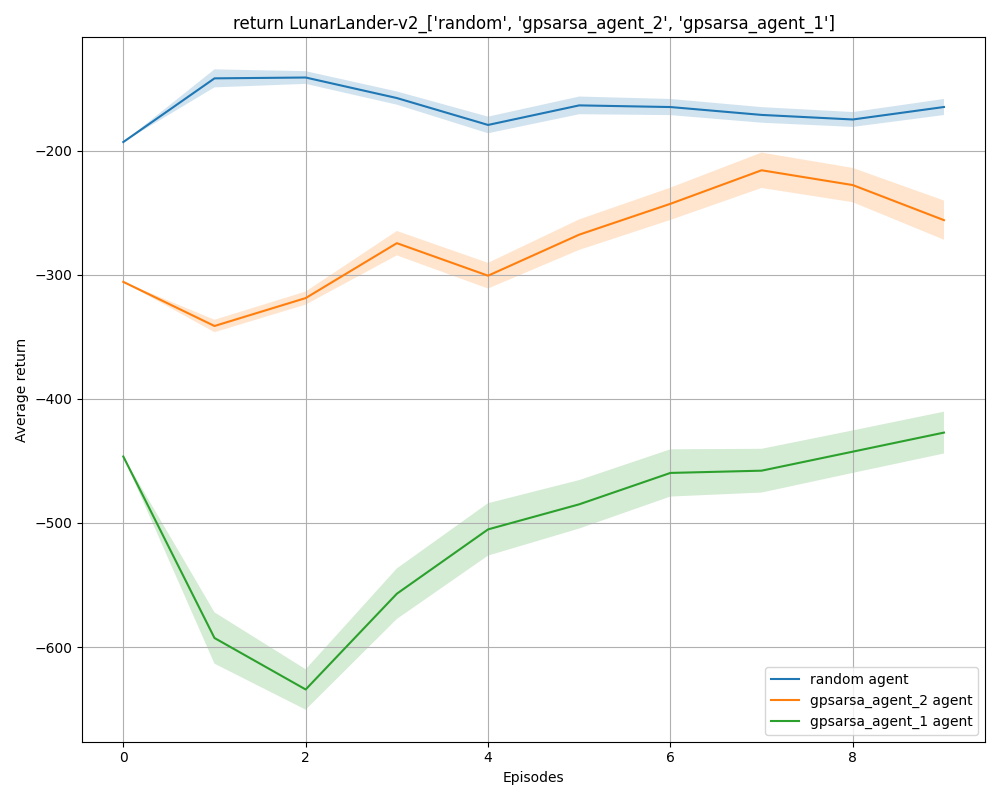 return LunarLander-v2_['random', 'gpsarsa_agent_2', 'gpsarsa_agent_1']
Average return
−200
−300
−400
−500
−600
random agent
gpsarsa_agent_2 agent
gpsarsa_agent_1 agent
0
2
4
6
8
Episodes